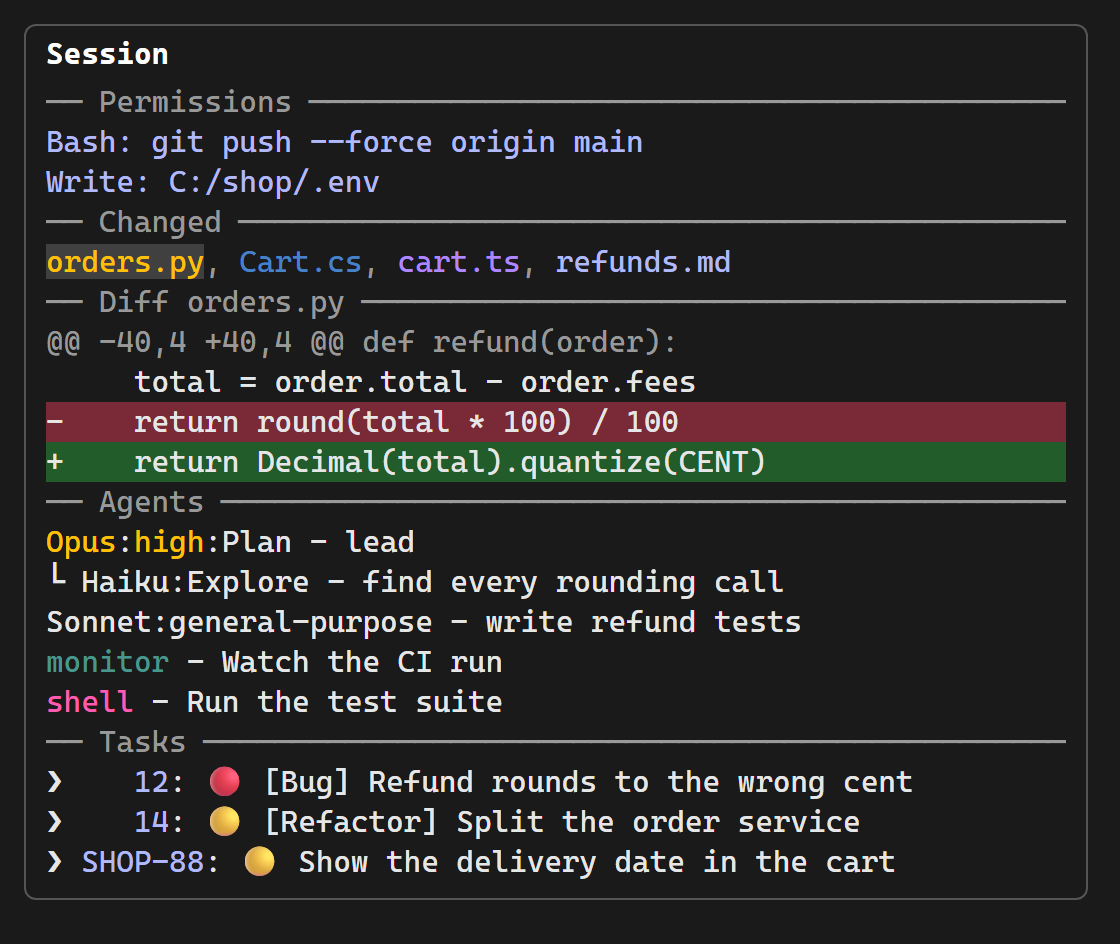 Session
── Permissions ──
Bash: git push --force origin main
Write: C:/shop/.env
── Changed ──
orders.py, Cart.cs, cart.ts, refunds.md
── Diff orders.py ──
@@ -40,4 +40,4 @@ def refund(order):
     total = order.total - order.fees
-    return round(total * 100) / 100
+    return Decimal(total).quantize(CENT)
── Agents ──
Opus:high:Plan - lead
└ Haiku:Explore - find every rounding call
Sonnet:general-purpose - write refund tests
monitor - Watch the CI run
shell - Run the test suite
── Tasks ──
❯    12: 🔴 [Bug] Refund rounds to the wrong cent
❯    14: 🟡 [Refactor] Split the order service
❯ SHOP-88: 🟡 Show the delivery date in the cart